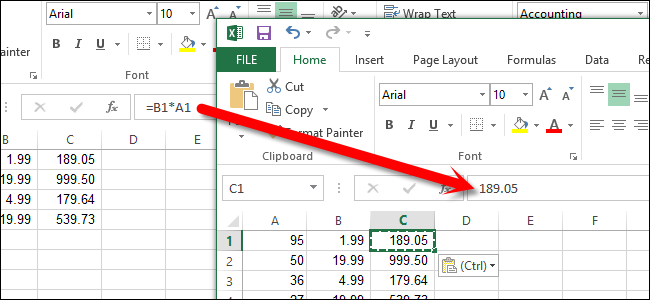 Arial 10 A A Wrap Text Accounting
Painter B I U A
Font
fx =B1*A1
B C D E
1.99 189.05
19.99 999.50
4.99 179.64
19.99 539.73
FILE Home Insert Page Layout Formulas Data
Cut
Copy
Format Painter
Clipboard
Arial 10 A A
B I U A
Font
C1 fx 189.05
A B C D E F
1 95 1.99 189.05
2 50 19.99 999.50 (Ctrl)
3 36 4.99 179.64
4 27 19.99 539.73